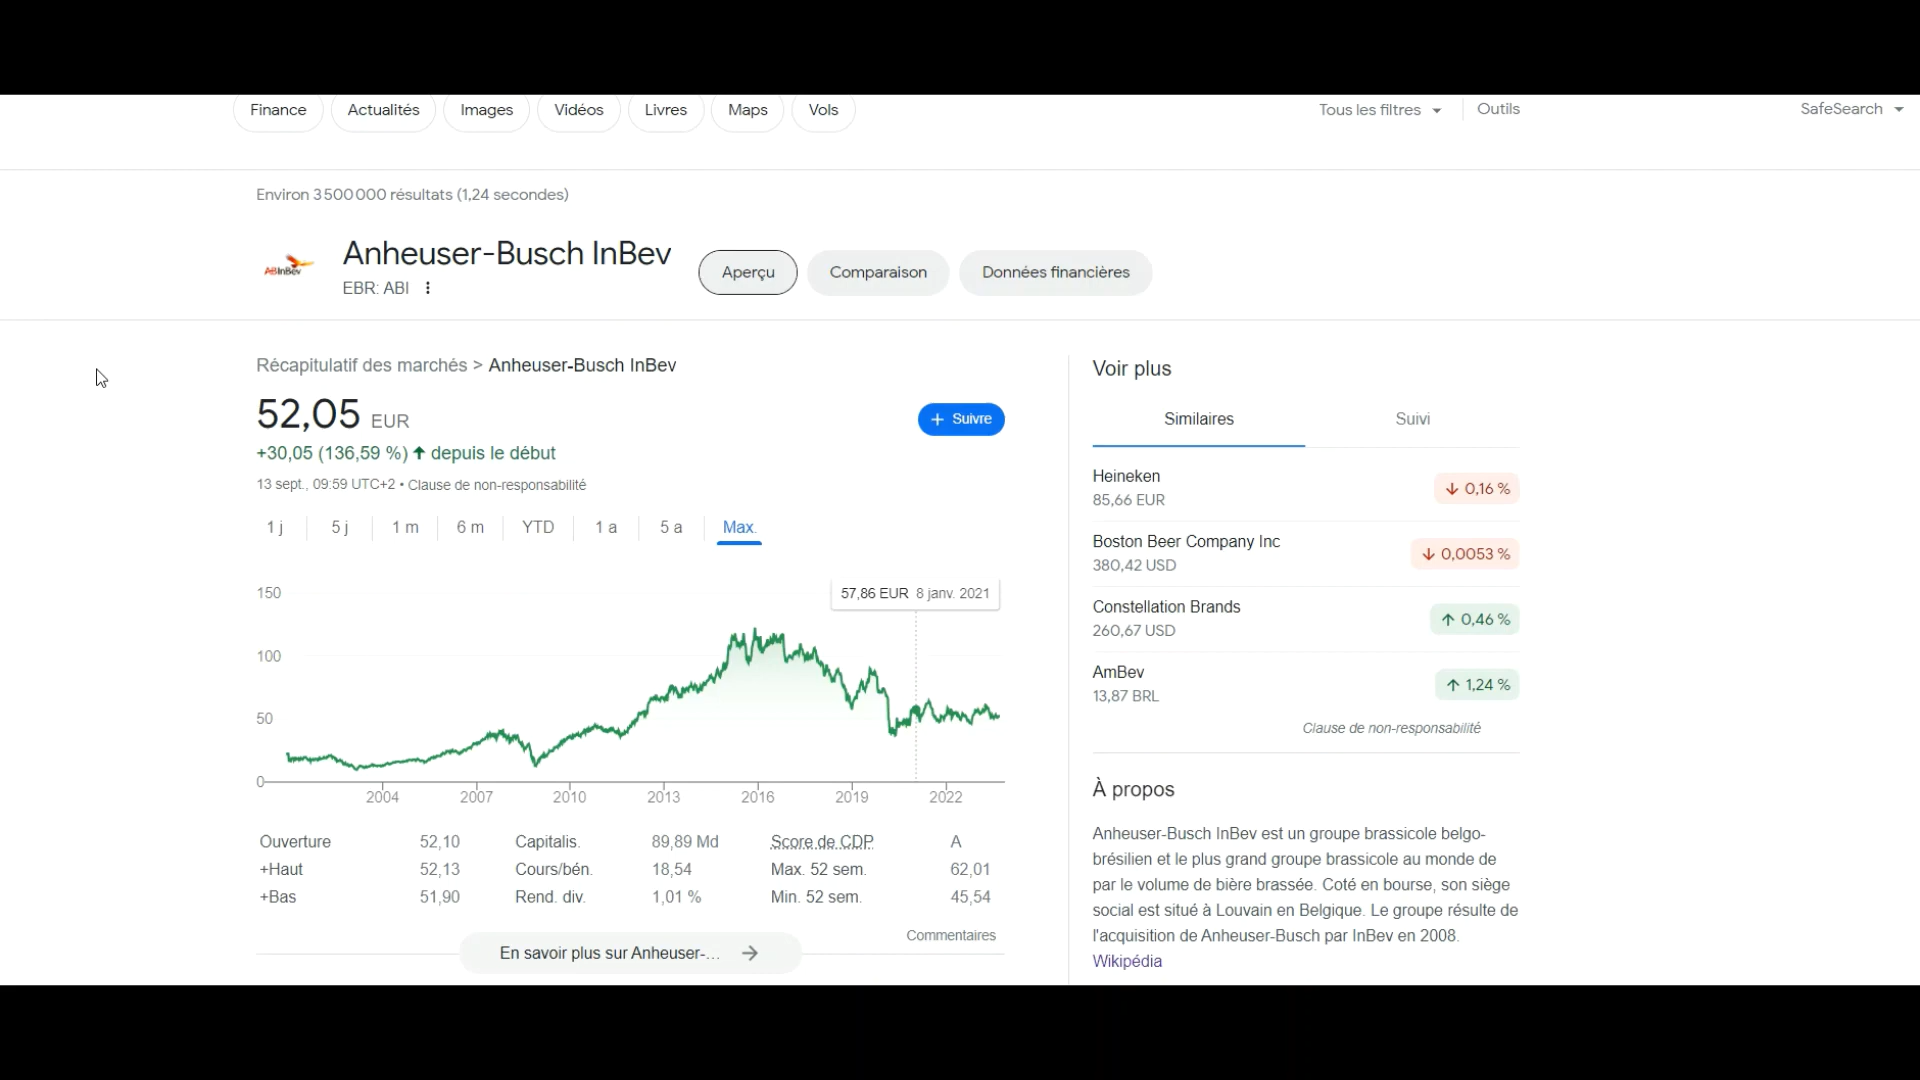 Finance Actualités Images Vidéos Livres Maps Vols Tous les filtres Outils SafeSearch
Environ 3 500 000 résultats (1,24 secondes)
ABInBev
Anheuser-Busch InBev
EBR: ABI
Aperçu Comparaison Données financières
Récapitulatif des marchés > Anheuser-Busch InBev
52,05 EUR
+ Suivre
+30,05 (136,59 %) ↑ depuis le début
13 sept., 09:59 UTC+2 • Clause de non-responsabilité
1 j 5 j 1 m 6 m YTD 1 a 5 a Max.
57,86 EUR 8 janv. 2021
150
100
50
0
2004 2007 2010 2013 2016 2019 2022
Ouverture 52,10 Capitalis. 89,89 Md Score de CDP A
+Haut 52,13 Cours/bén. 18,54 Max. 52 sem. 62,01
+Bas 51,90 Rend. div. 1,01 % Min. 52 sem. 45,54
Commentaires
En savoir plus sur Anheuser-... →
Voir plus
Similaires Suivi
Heineken
85,66 EUR
↓ 0,16 %
Boston Beer Company Inc
380,42 USD
↓ 0,0053 %
Constellation Brands
260,67 USD
↑ 0,46 %
AmBev
13,87 BRL
↑ 1,24 %
Clause de non-responsabilité
À propos
Anheuser-Busch InBev est un groupe brassicole belgo-
brésilien et le plus grand groupe brassicole au monde de
par le volume de bière brassée. Coté en bourse, son siège
social est situé à Louvain en Belgique. Le groupe résulte de
l'acquisition de Anheuser-Busch par InBev en 2008.
Wikipédia